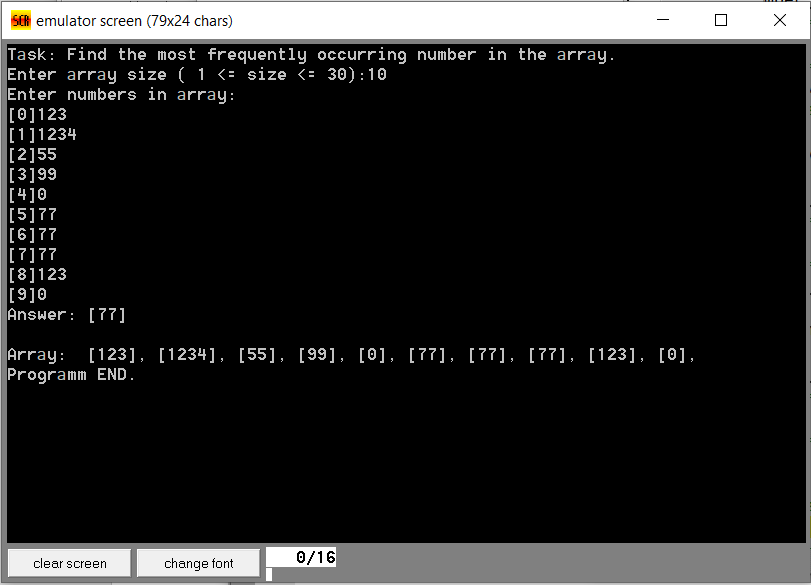 SCR emulator screen (79x24 chars)
Task: Find the most frequently occurring number in the array.
Enter array size ( 1 <= size <= 30):10
Enter numbers in array:
[0]123
[1]1234
[2]55
[3]99
[4]0
[5]77
[6]77
[7]77
[8]123
[9]0
Answer: [77]
Array:  [123], [1234], [55], [99], [0], [77], [77], [77], [123], [0],
Programm END.
clear screen change font 0/16